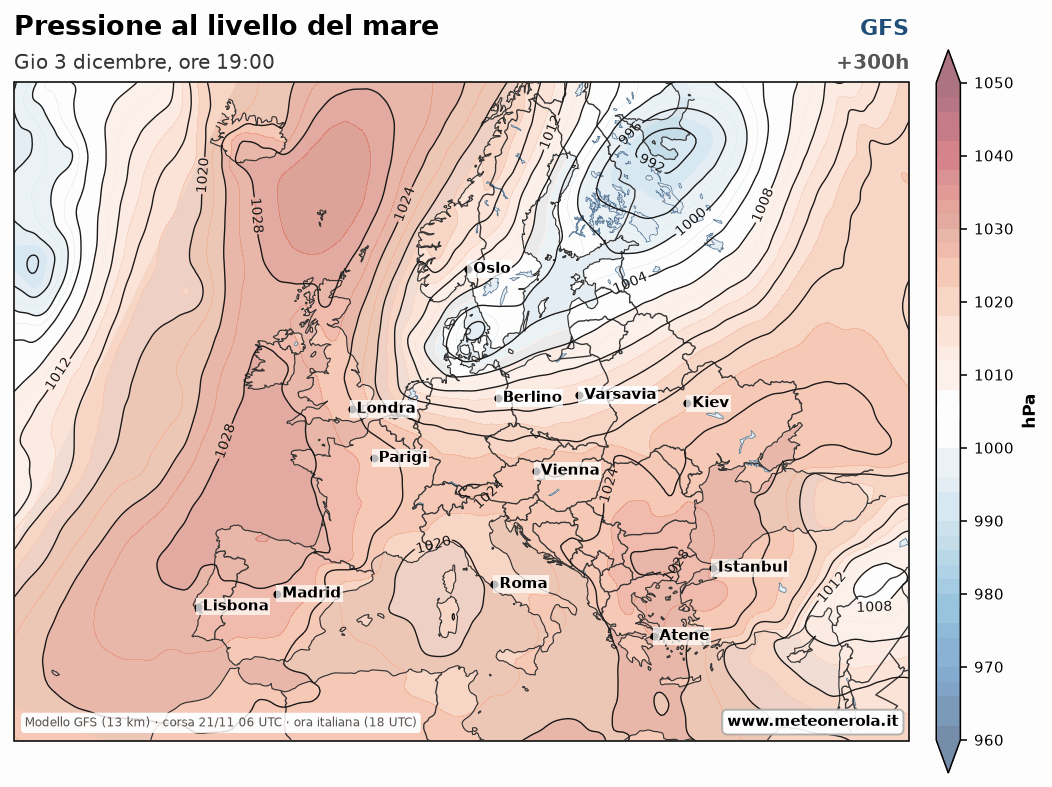 Pressione al livello del mare
GFS
Gio 3 dicembre, ore 19:00
+300h
1050
1040
1030
1020
1010
1000
990
980
970
960
hPa
1020
1028
1024
1012
996
992
1000
1008
1004
1012
1028
1024
1024
1020
1028
1012
1008
Oslo
Londra
Berlino
Varsavia
Kiev
Parigi
Vienna
Istanbul
Roma
Madrid
Lisbona
Atene
Modello GFS (13 km) · corsa 21/11 06 UTC · ora italiana (18 UTC)
www.meteonerola.it